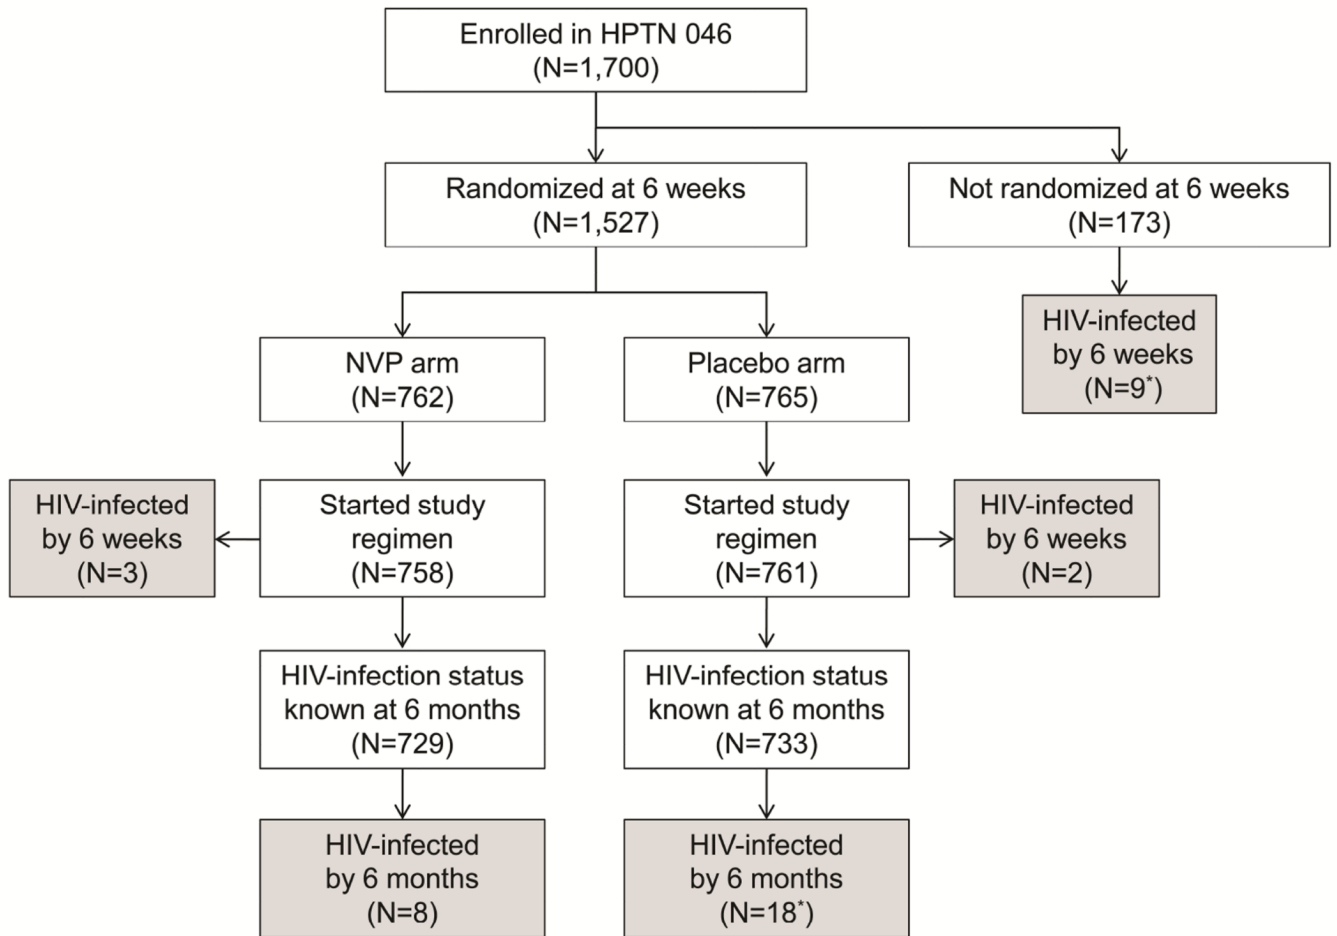 Enrolled in HPTN 046
(N=1,700)
Randomized at 6 weeks
(N=1,527)
Not randomized at 6 weeks
(N=173)
HIV-infected
by 6 weeks
(N=9*)
NVP arm
(N=762)
Placebo arm
(N=765)
HIV-infected
by 6 weeks
(N=3)
Started study
regimen
(N=758)
Started study
regimen
(N=761)
HIV-infected
by 6 weeks
(N=2)
HIV-infection status
known at 6 months
(N=729)
HIV-infection status
known at 6 months
(N=733)
HIV-infected
by 6 months
(N=8)
HIV-infected
by 6 months
(N=18*)